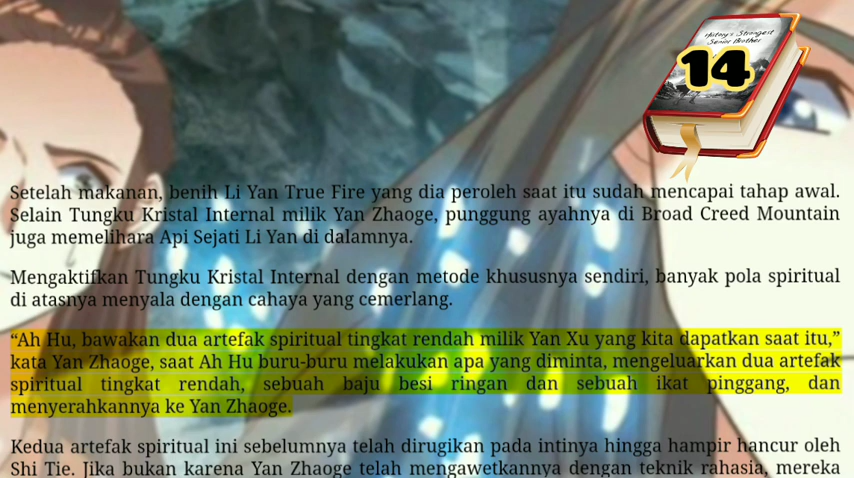 History's Strongest
Senior Brother
14
Setelah makanan, benih Li Yan True Fire yang dia peroleh saat itu sudah mencapai tahap awal.
Selain Tungku Kristal Internal milik Yan Zhaoge, punggung ayahnya di Broad Creed Mountain
juga memelihara Api Sejati Li Yan di dalamnya.
Mengaktifkan Tungku Kristal Internal dengan metode khususnya sendiri, banyak pola spiritual
di atasnya menyala dengan cahaya yang cemerlang.
“Ah Hu, bawakan dua artefak spiritual tingkat rendah milik Yan Xu yang kita dapatkan saat itu,”
kata Yan Zhaoge, saat Ah Hu buru-buru melakukan apa yang diminta, mengeluarkan dua artefak
spiritual tingkat rendah, sebuah baju besi ringan dan sebuah ikat pinggang, dan
menyerahkannya ke Yan Zhaoge.
Kedua artefak spiritual ini sebelumnya telah dirugikan pada intinya hingga hampir hancur oleh
Shi Tie. Jika bukan karena Yan Zhaoge telah mengawetkannya dengan teknik rahasia, mereka